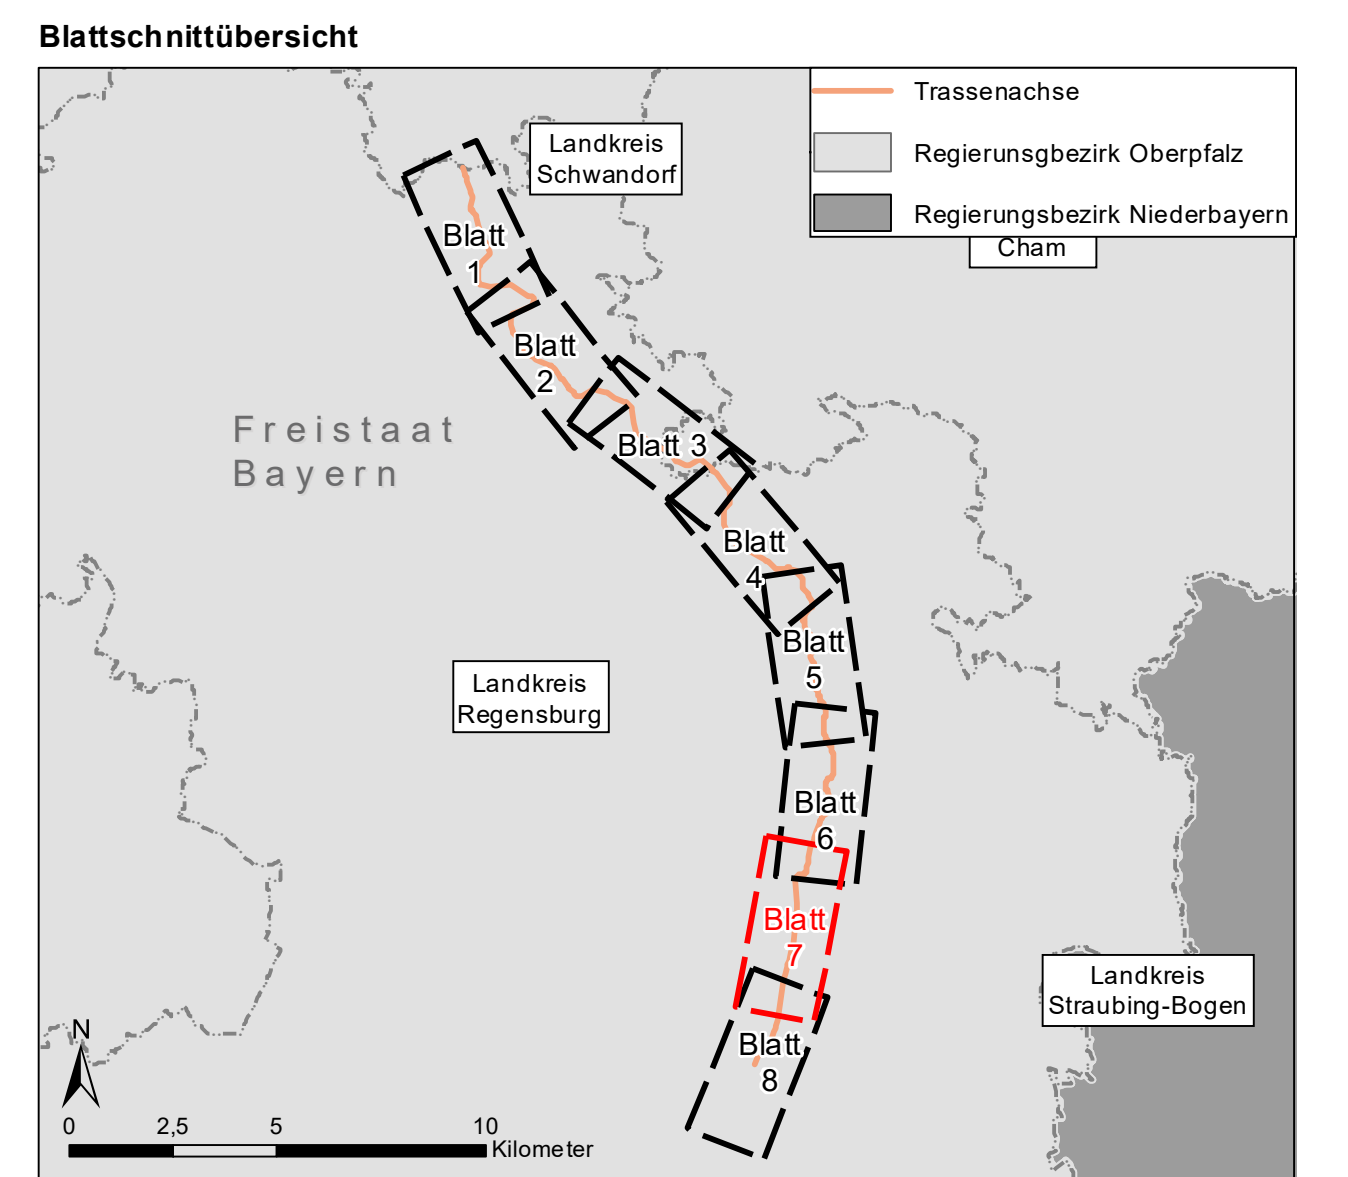 Blattschnittübersicht
Trassenachse
Regierunsgbezirk Oberpfalz
Regierungsbezirk Niederbayern
Landkreis
Schwandorf
Cham
Blatt
1
Blatt
2
Freistaat
Bayern
Blatt 3
Blatt
4
Blatt
5
Landkreis
Regensburg
Blatt
6
Blatt
7
Landkreis
Straubing-Bogen
Blatt
8
N
0 2,5 5 10
Kilometer